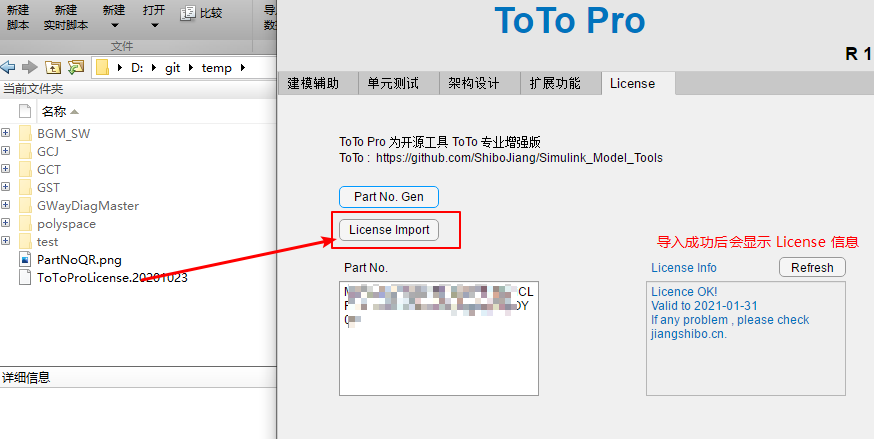 新建
脚本
新建
实时脚本
新建
打开
比较
文件
D:
git
temp
当前文件夹
名称
BGM_SW
GCJ
GCT
GST
GWayDiagMaster
polyspace
test
PartNoQR.png
ToToProLicense.20201023
详细信息
ToTo Pro
R 1
建模辅助
单元测试
架构设计
扩展功能
License
ToTo Pro 为开源工具 ToTo 专业增强版
ToTo : https://github.com/ShiboJiang/Simulink_Model_Tools
Part No. Gen
License Import
导入成功后会显示 License 信息
Part No.
License Info
Refresh
CL
DY
Licence OK!
Valid to 2021-01-31
If any problem , please check
jiangshibo.cn.